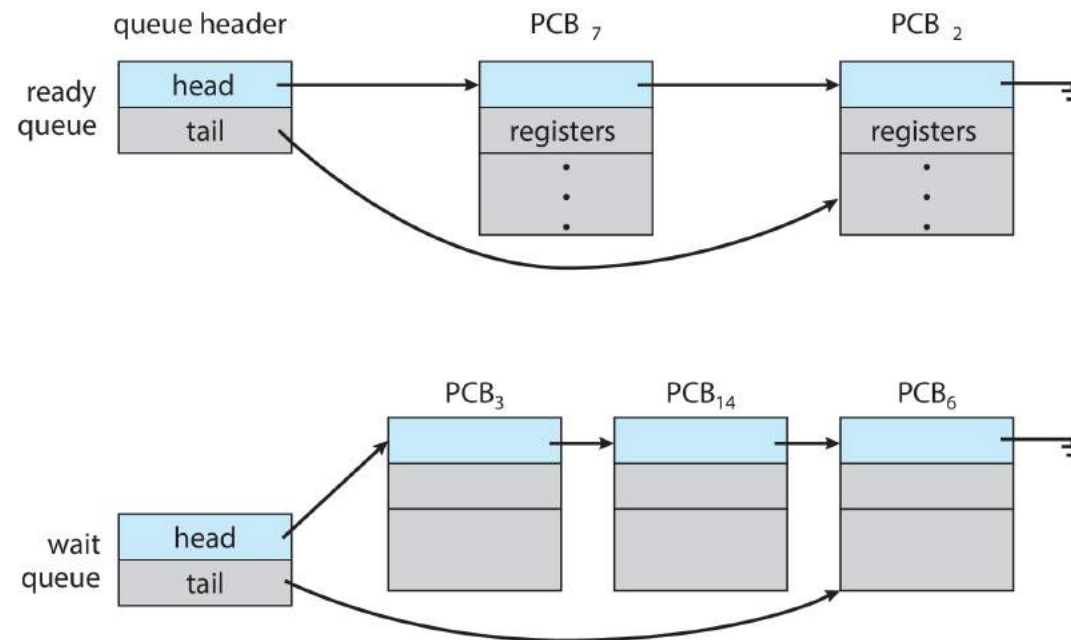 queue header
PCB 7
PCB 2
ready
queue
head
tail
registers
registers
PCB3
PCB14
PCB6
wait
queue
head
tail